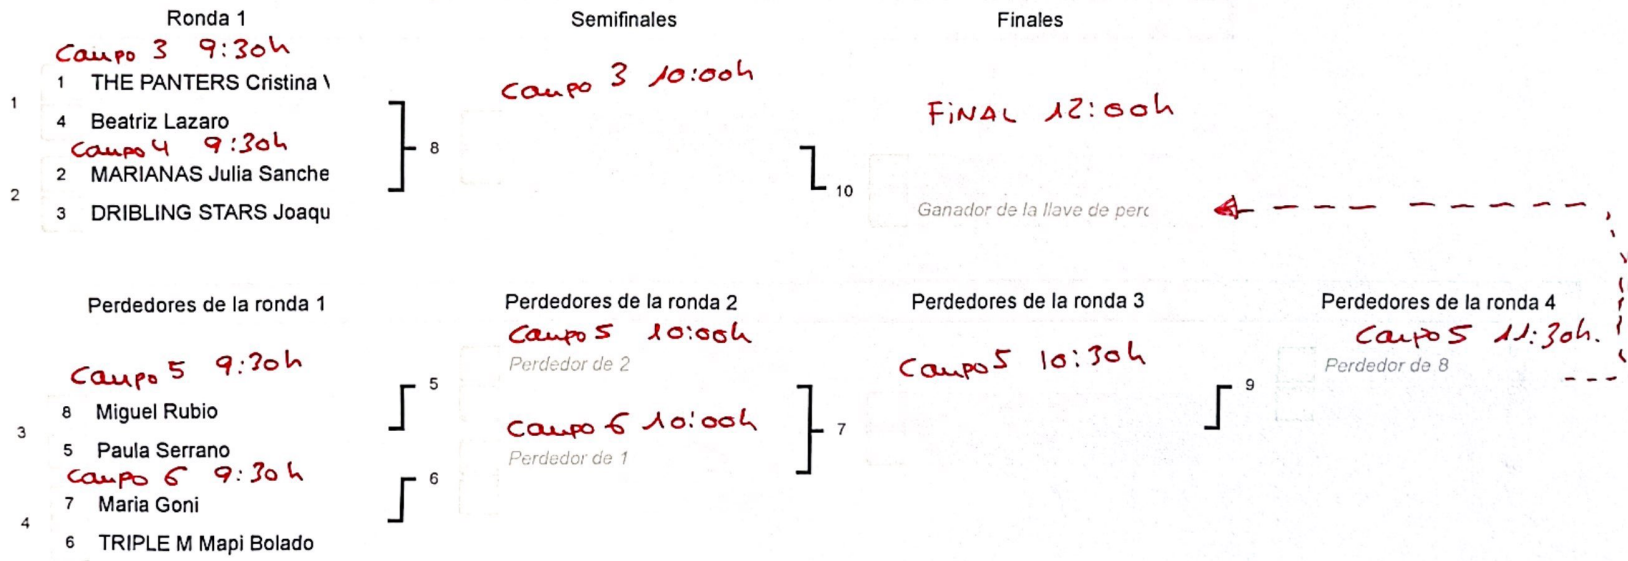 Ronda 1
Semifinales
Finales
Campo 3 9:30h
1 THE PANTERS Cristina
1
4 Beatriz Lazaro
Campo 4 9:30h
2 MARIANAS Julia Sanche
2
3 DRIBLING STARS Joaqu
8
Campo 3 10:00h
10
FINAL 12:00h
Ganador de la llave de perd
Perdedores de la ronda 1
Perdedores de la ronda 2
Perdedores de la ronda 3
Perdedores de la ronda 4
Campo 5 9:30h
8 Miguel Rubio
3
5 Paula Serrano
Campo 6 9:30h
7 Maria Goni
4
6 TRIPLE M Mapi Bolado
5
6
Campo 5 10:00h
Perdedor de 2
Campo 6 10:00h
Perdedor de 1
7
Campo 5 10:30h
9
Campo 5 11:30h.
Perdedor de 8